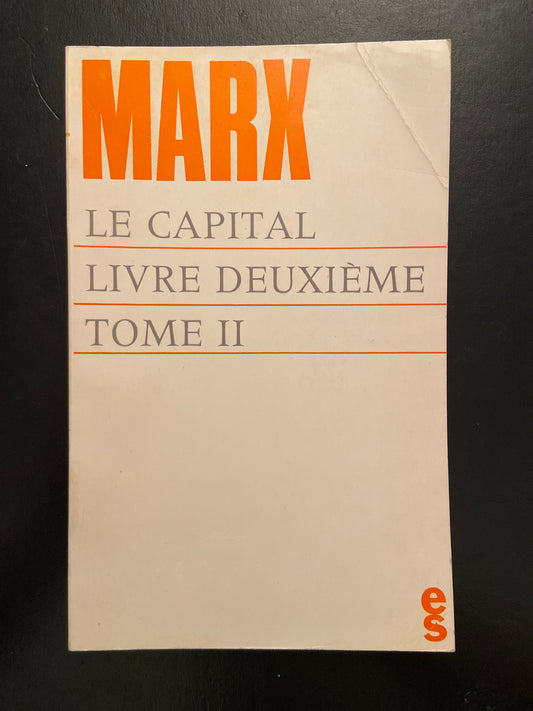 MARX
LE CAPITAL
LIVRE DEUXIÈME
TOME II
es